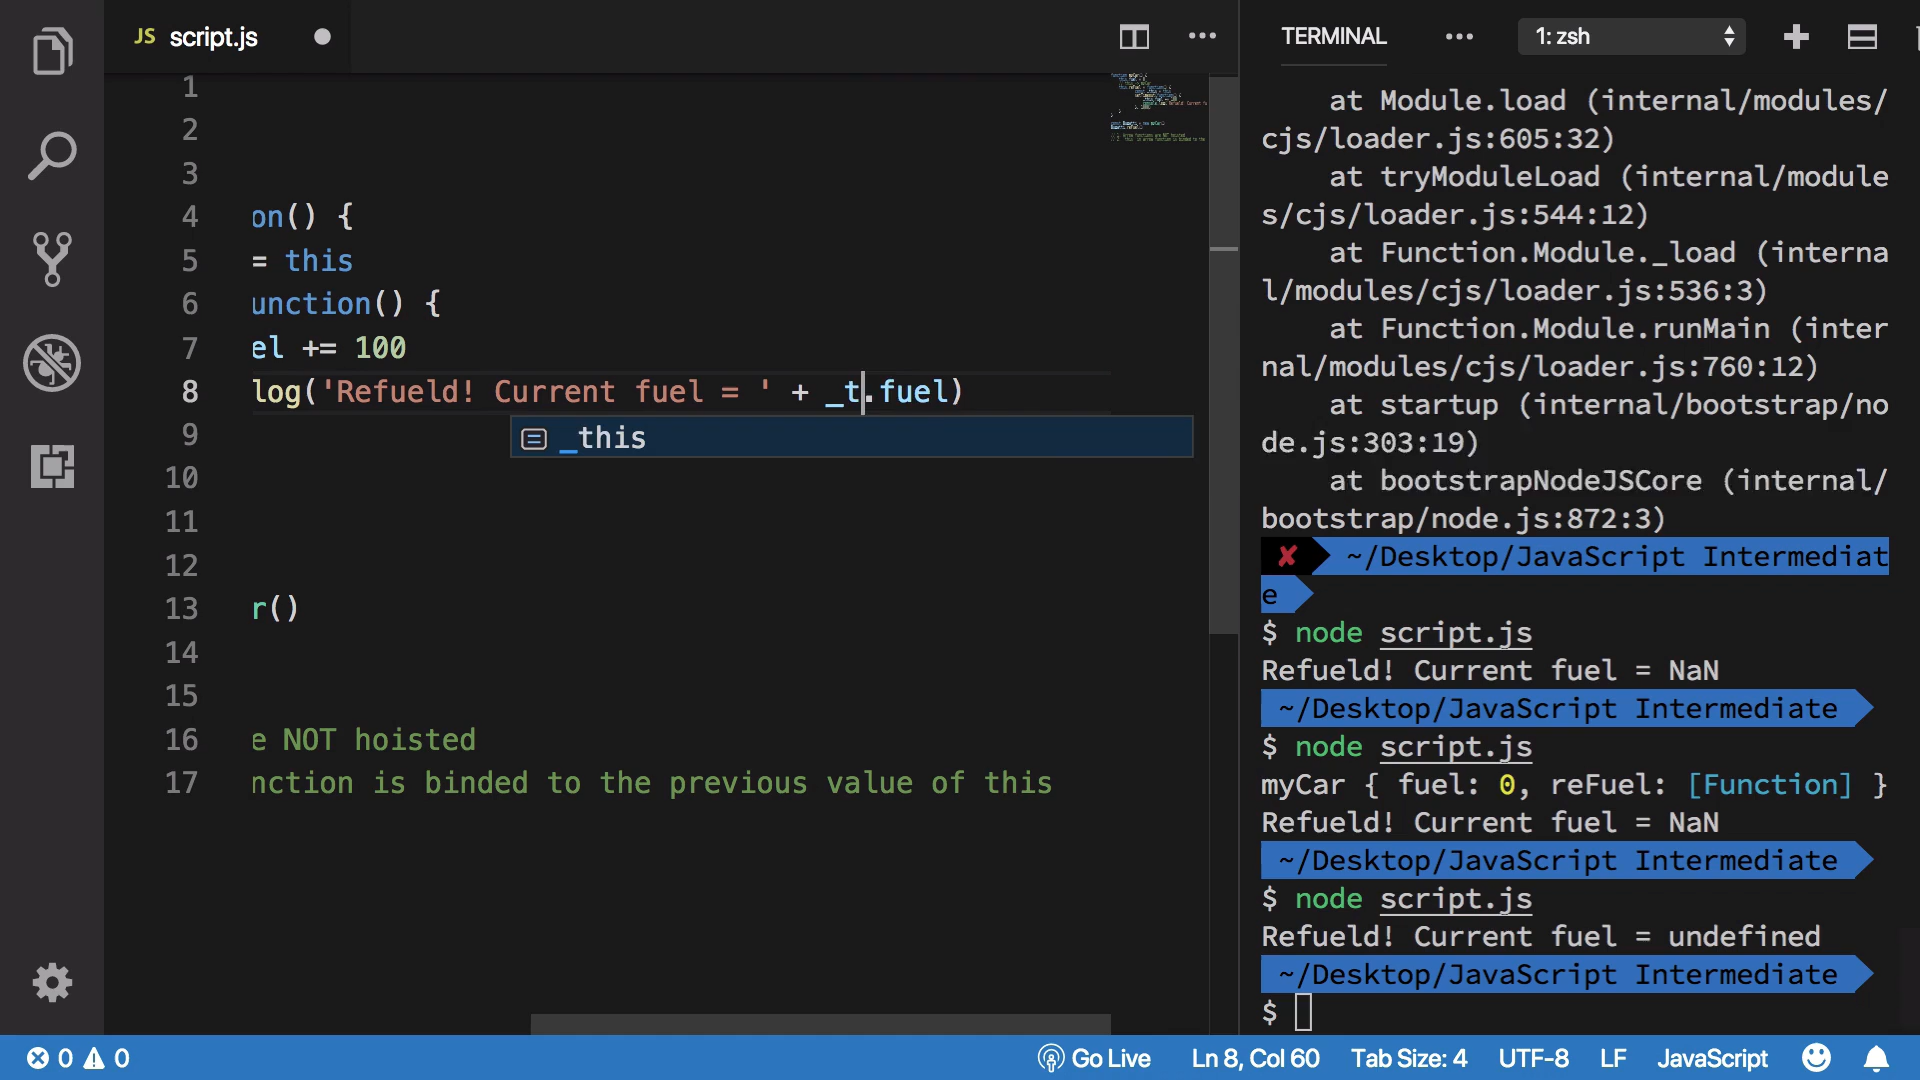 JS script.js
TERMINAL
1: zsh
1
2
3
4 on() {
5 = this
6 unction() {
7 el += 100
8 log('Refueld! Current fuel = ' + _t.fuel)
_this
9
10
11
12
13 r()
14
15
16 e NOT hoisted
17 nction is binded to the previous value of this
at Module.load (internal/modules/
cjs/loader.js:605:32)
at tryModuleLoad (internal/module
s/cjs/loader.js:544:12)
at Function.Module._load (interna
l/modules/cjs/loader.js:536:3)
at Function.Module.runMain (inter
nal/modules/cjs/loader.js:760:12)
at startup (internal/bootstrap/no
de.js:303:19)
at bootstrapNodeJSCore (internal/
bootstrap/node.js:872:3)
✘ ~/Desktop/JavaScript Intermediat
e
$ node script.js
Refueld! Current fuel = NaN
~/Desktop/JavaScript Intermediate
$ node script.js
myCar { fuel: 0, reFuel: [Function] }
Refueld! Current fuel = NaN
~/Desktop/JavaScript Intermediate
$ node script.js
Refueld! Current fuel = undefined
~/Desktop/JavaScript Intermediate
$
0 0 Go Live Ln 8, Col 60 Tab Size: 4 UTF-8 LF JavaScript